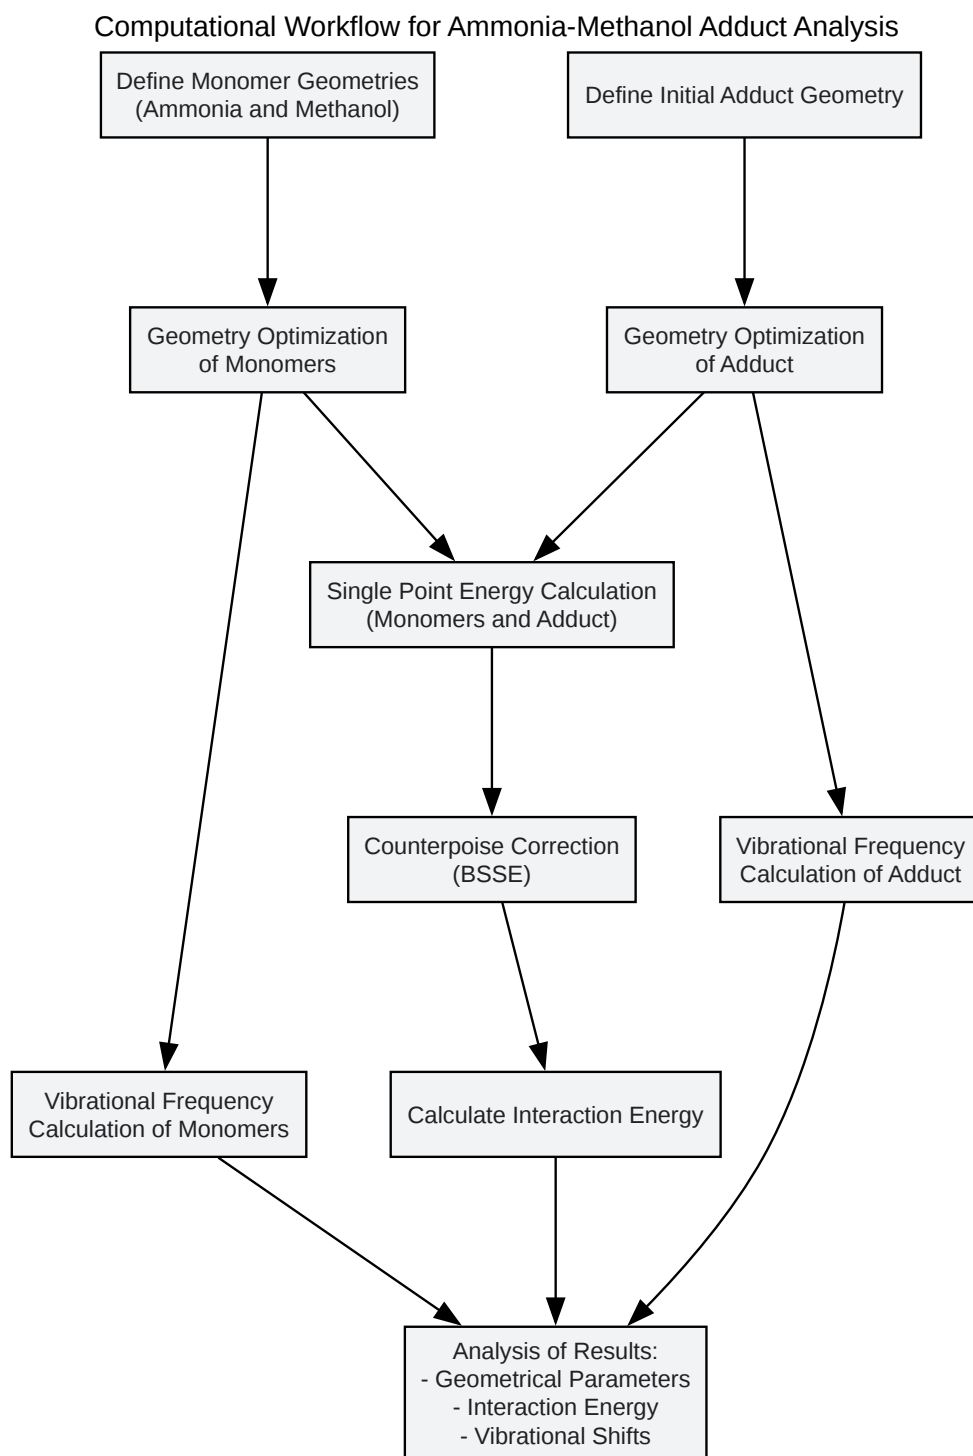 Computational Workflow for Ammonia-Methanol Adduct Analysis
Define Monomer Geometries
(Ammonia and Methanol)
Define Initial Adduct Geometry
Geometry Optimization
of Monomers
Geometry Optimization
of Adduct
Single Point Energy Calculation
(Monomers and Adduct)
Counterpoise Correction
(BSSE)
Vibrational Frequency
Calculation of Adduct
Vibrational Frequency
Calculation of Monomers
Calculate Interaction Energy
Analysis of Results:
- Geometrical Parameters
- Interaction Energy
- Vibrational Shifts